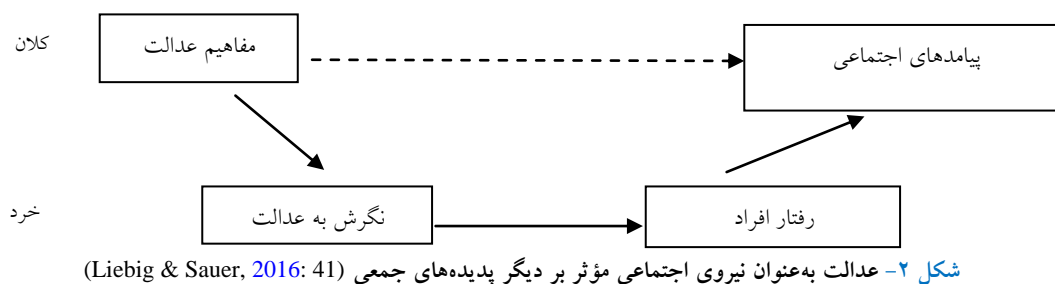 کلان
مفاهیم عدالت
پیامدهای اجتماعی
خرد
نگرش به عدالت
رفتار افراد
شکل ۲- عدالت به‌عنوان نیروی اجتماعی مؤثر بر دیگر پدیده‌های جمعی (Liebig & Sauer, 2016: 41)